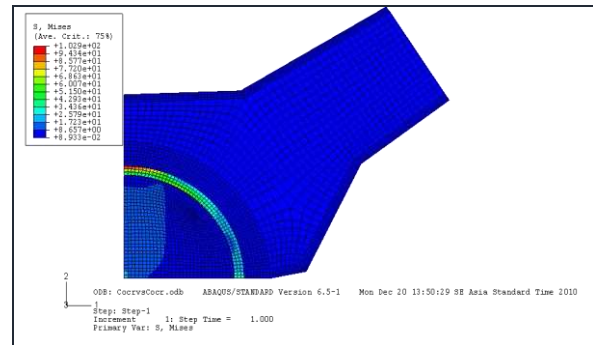 S, Mises
(Ave. Crit.: 75%)
+1.029e+02
+9.434e+01
+8.577e+01
+7.720e+01
+6.863e+01
+6.007e+01
+5.150e+01
+4.293e+01
+3.436e+01
+2.579e+01
+1.723e+01
+8.657e+00
+8.933e-02
2
3
1
ODB: CocrvsCocr.odb ABAQUS/STANDARD Version 6.5-1 Mon Dec 20 13:50:29 SE Asia Standard Time 2010
Step: Step-1
Increment 1: Step Time = 1.000
Primary Var: S, Mises